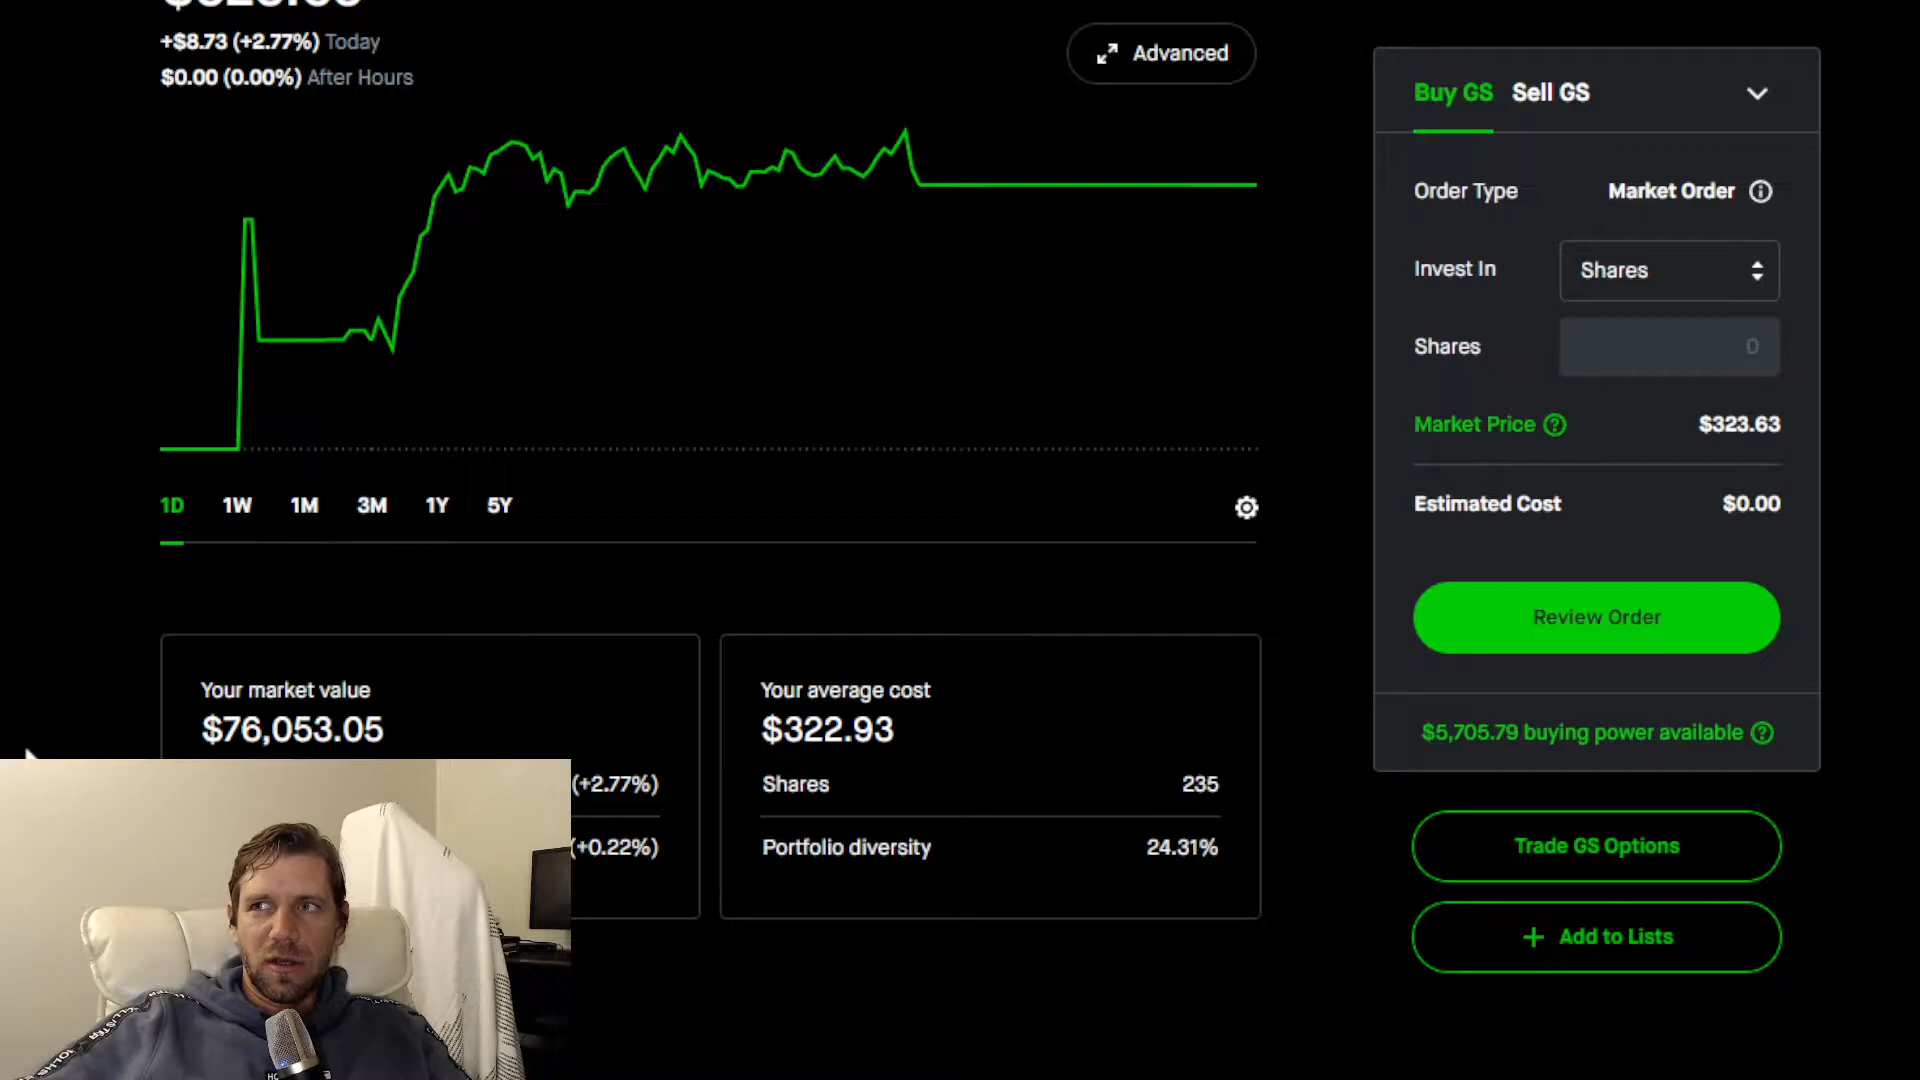 +$8.73 (+2.77%) Today
$0.00 (0.00%) After Hours
Advanced
1D 1W 1M 3M 1Y 5Y
Your market value
$76,053.05
(+2.77%)
(+0.22%)
Your average cost
$322.93
Shares 235
Portfolio diversity 24.31%
Buy GS Sell GS
Order Type Market Order
Invest In Shares
Shares 0
Market Price $323.63
Estimated Cost $0.00
Review Order
$5,705.79 buying power available
Trade GS Options
+ Add to Lists